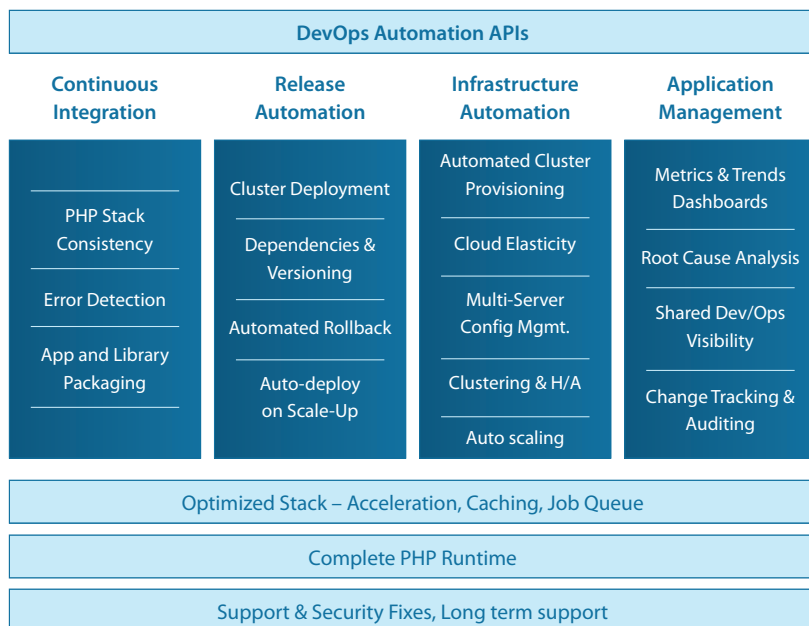 DevOps Automation APIs
Continuous
Integration
Release
Automation
Infrastructure
Automation
Application
Management
PHP Stack
Consistency
Error Detection
App and Library
Packaging
Cluster Deployment
Dependencies &
Versioning
Automated Rollback
Auto-deploy
on Scale-Up
Automated Cluster
Provisioning
Cloud Elasticity
Multi-Server
Config Mgmt.
Clustering & H/A
Auto scaling
Metrics & Trends
Dashboards
Root Cause Analysis
Shared Dev/Ops
Visibility
Change Tracking &
Auditing
Optimized Stack – Acceleration, Caching, Job Queue
Complete PHP Runtime
Support & Security Fixes, Long term support